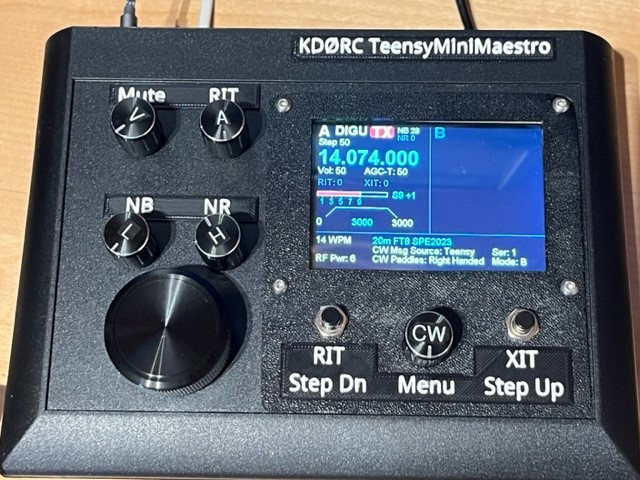 KDØRC TeensyMiniMaestro
Mute RIT
V A
A DIGU TX NB 29 B
NR 0
Step 50
14.074.000
Vol: 50 AGC-T: 50
RIT: 0 XIT: 0
S9 +1
1 3 5 7 9
0 3000 3000
NB NR
L H
14 WPM 20m FT8 SPE2023
CW Msg Source: Teensy Ser: 1
RF Pwr: 6 CW Paddles: Right Handed Mode: B
CW
RIT XIT
Step Dn Menu Step Up